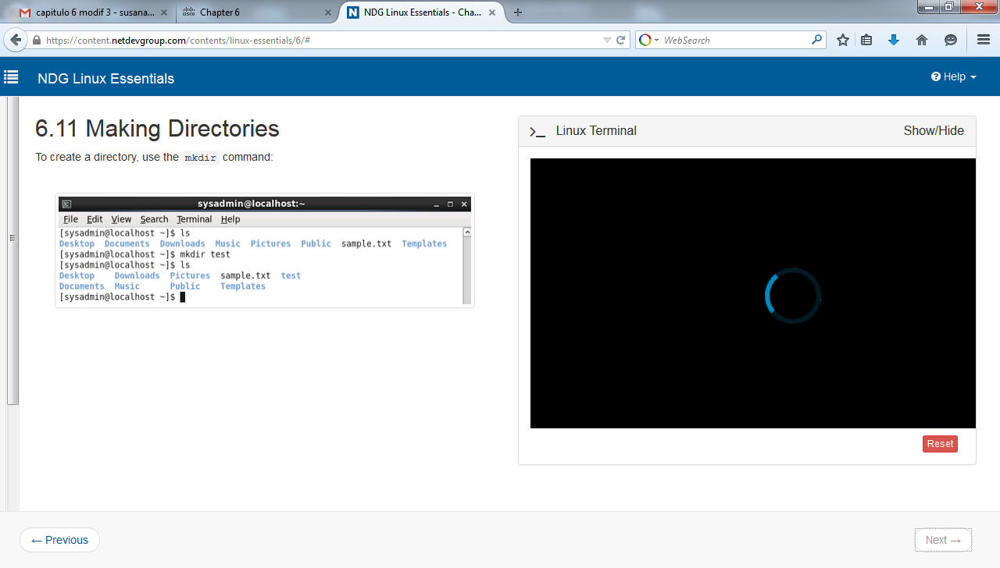 capitulo 6 modif 3 - susana...
Chapter 6
NDG Linux Essentials - Cha...
https://content.netdevgroup.com/contents/linux-essentials/6/#
WebSearch
NDG Linux Essentials
Help
6.11 Making Directories
To create a directory, use the mkdir command:
sysadmin@localhost:~
File Edit View Search Terminal Help
[sysadmin@localhost ~]$ ls
Desktop Documents Downloads Music Pictures Public sample.txt Templates
[sysadmin@localhost ~]$ mkdir test
[sysadmin@localhost ~]$ ls
Desktop Downloads Pictures sample.txt test
Documents Music Public Templates
[sysadmin@localhost ~]$
>_ Linux Terminal
Show/Hide
Reset
← Previous
Next →